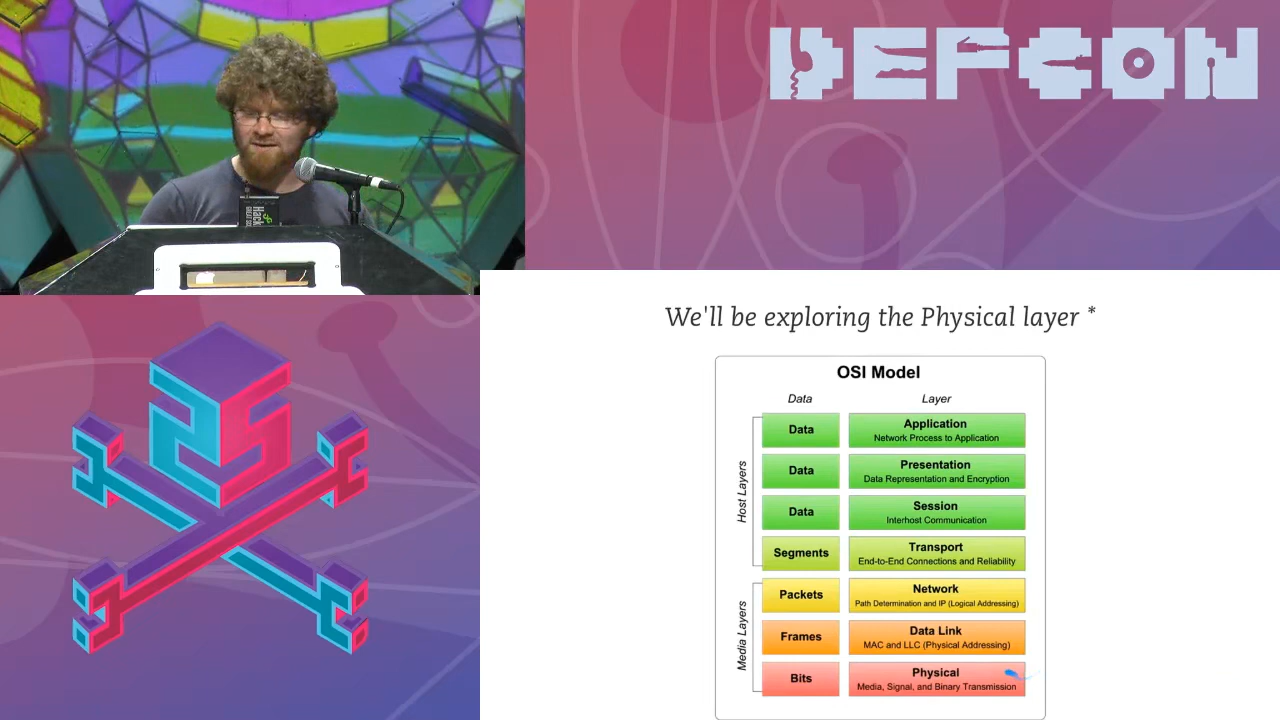 DEFCON
Hack
We'll be exploring the Physical layer *
OSI Model
Data
Layer
Host Layers
Data
Application
Network Process to Application
Data
Presentation
Data Representation and Encryption
Data
Session
Interhost Communication
Segments
Transport
End-to-End Connections and Reliability
Media Layers
Packets
Network
Path Determination and IP (Logical Addressing)
Frames
Data Link
MAC and LLC (Physical Addressing)
Bits
Physical
Media, Signal, and Binary Transmission